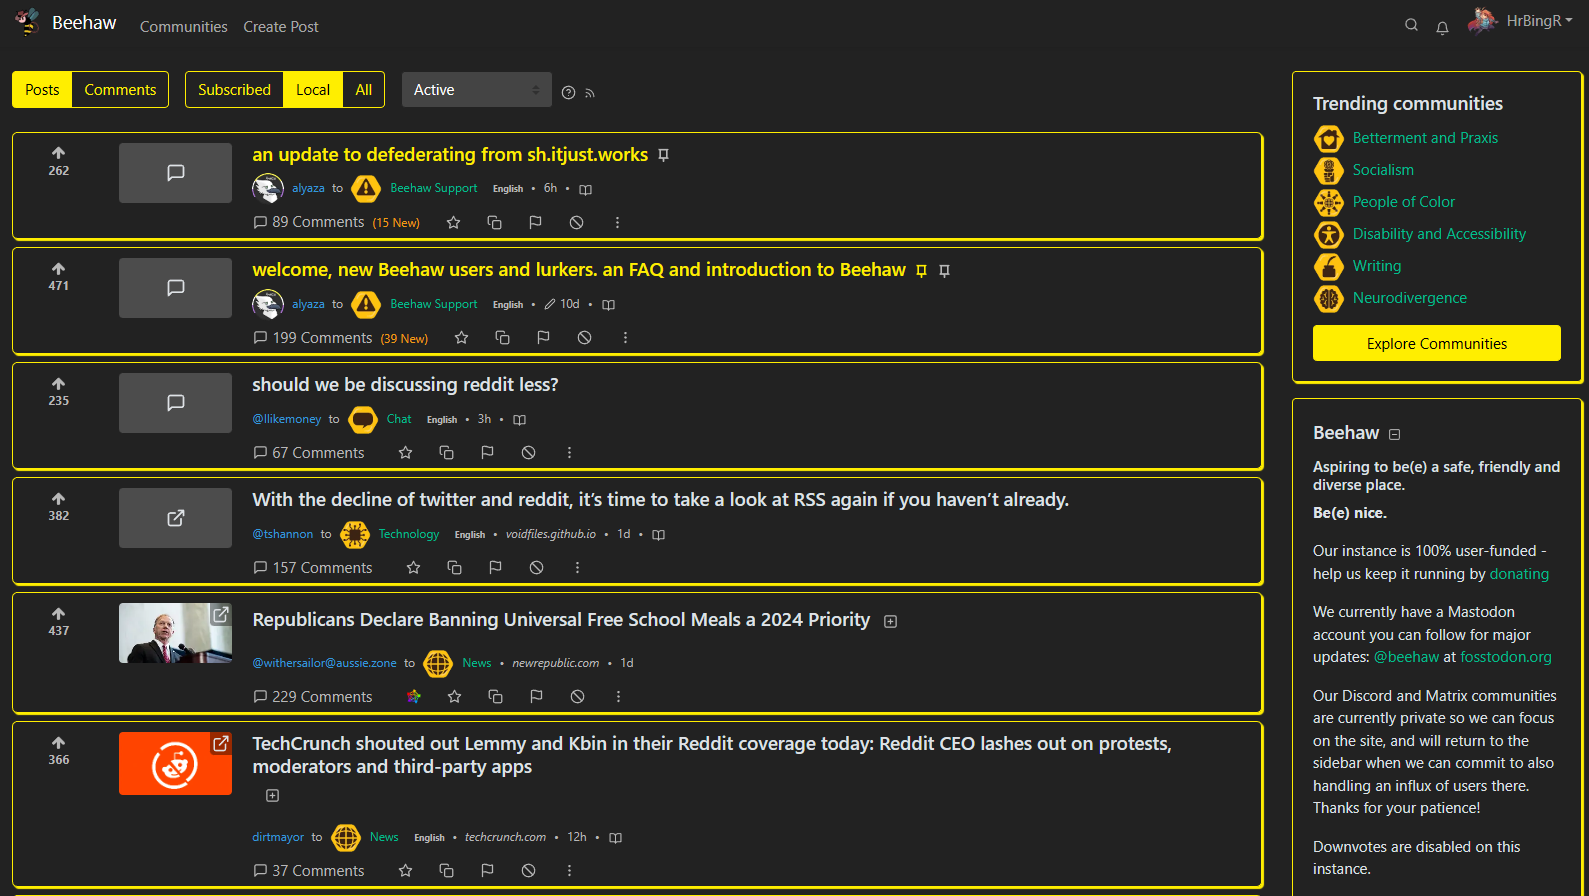 Beehaw Communities Create Post HrBingR
Posts Comments Subscribed Local All Active
262
an update to defederating from sh.itjust.works
alyaza to Beehaw Support English • 6h •
89 Comments (15 New)
471
welcome, new Beehaw users and lurkers. an FAQ and introduction to Beehaw
alyaza to Beehaw Support English • 10d •
199 Comments (39 New)
235
should we be discussing reddit less?
@llikemoney to Chat English • 3h •
67 Comments
382
With the decline of twitter and reddit, it’s time to take a look at RSS again if you haven’t already.
@tshannon to Technology English • voidfiles.github.io • 1d •
157 Comments
437
Republicans Declare Banning Universal Free School Meals a 2024 Priority
@withersailor@aussie.zone to News • newrepublic.com • 1d
229 Comments
366
TechCrunch shouted out Lemmy and Kbin in their Reddit coverage today: Reddit CEO lashes out on protests,
moderators and third-party apps
dirtmayor to News English • techcrunch.com • 12h •
37 Comments
Trending communities
Betterment and Praxis
Socialism
People of Color
Disability and Accessibility
Writing
Neurodivergence
Explore Communities
Beehaw
Aspiring to be(e) a safe, friendly and
diverse place.
Be(e) nice.
Our instance is 100% user-funded -
help us keep it running by donating
We currently have a Mastodon
account you can follow for major
updates: @beehaw at fosstodon.org
Our Discord and Matrix communities
are currently private so we can focus
on the site, and will return to the
sidebar when we can commit to also
handling an influx of users there.
Thanks for your patience!
Downvotes are disabled on this
instance.